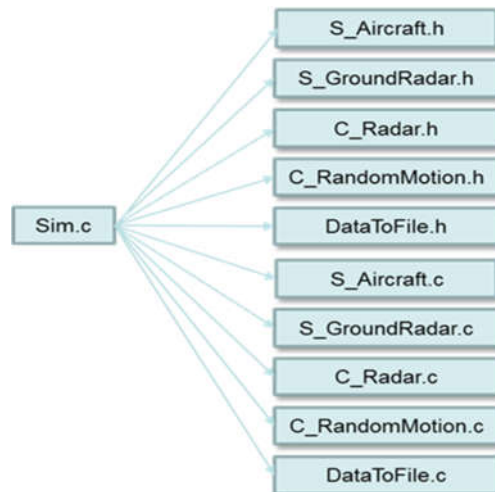 S_Aircraft.h
S_GroundRadar.h
C_Radar.h
C_RandomMotion.h
Sim.c
DataToFile.h
S_Aircraft.c
S_GroundRadar.c
C_Radar.c
C_RandomMotion.c
DataToFile.c